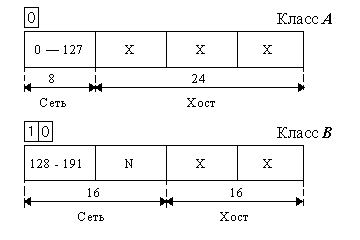 0 Класс A
0 — 127 X X X
8 24
Сеть Хост
1 0 Класс B
128 - 191 N X X
16 16
Сеть Хост